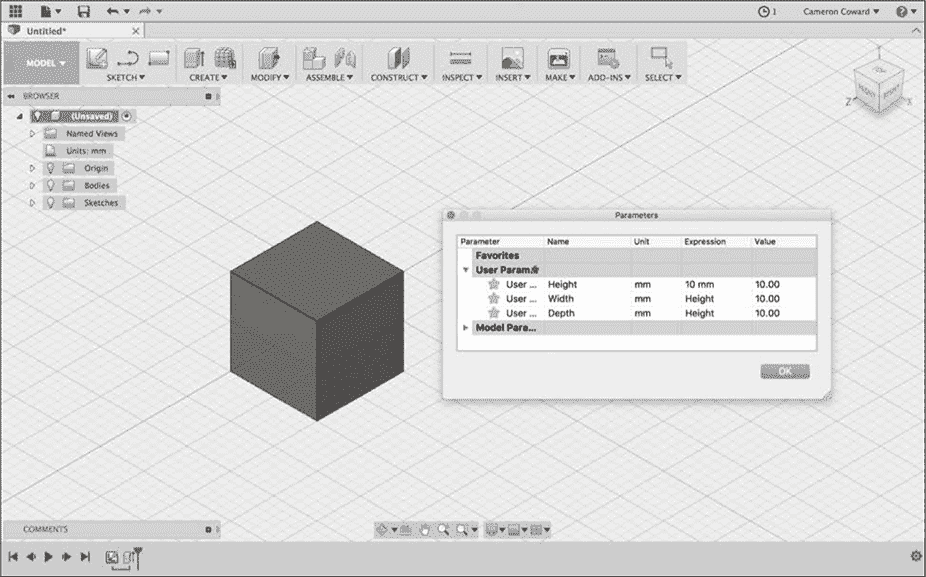 1 Cameron Coward
Untitled*
MODEL
SKETCH CREATE MODIFY ASSEMBLE CONSTRUCT INSPECT INSERT MAKE ADD-INS SELECT
BROWSER
(Unsaved)
Named Views
Units: mm
Origin
Bodies
Sketches
Z X
Parameters
Parameter Name Unit Expression Value
Favorites
User Param...
User ... Height mm 10 mm 10.00
User ... Width mm Height 10.00
User ... Depth mm Height 10.00
Model Para...
OK
COMMENTS